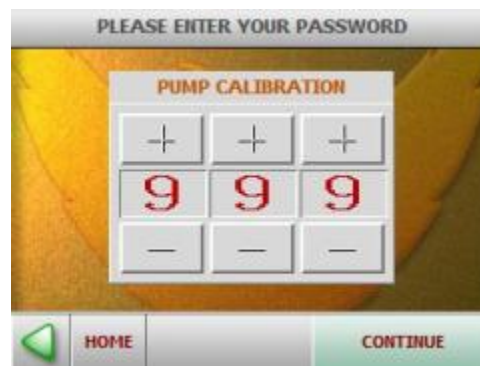 PLEASE ENTER YOUR PASSWORD
PUMP CALIBRATION
+ + +
9 9 9
− − −
HOME CONTINUE